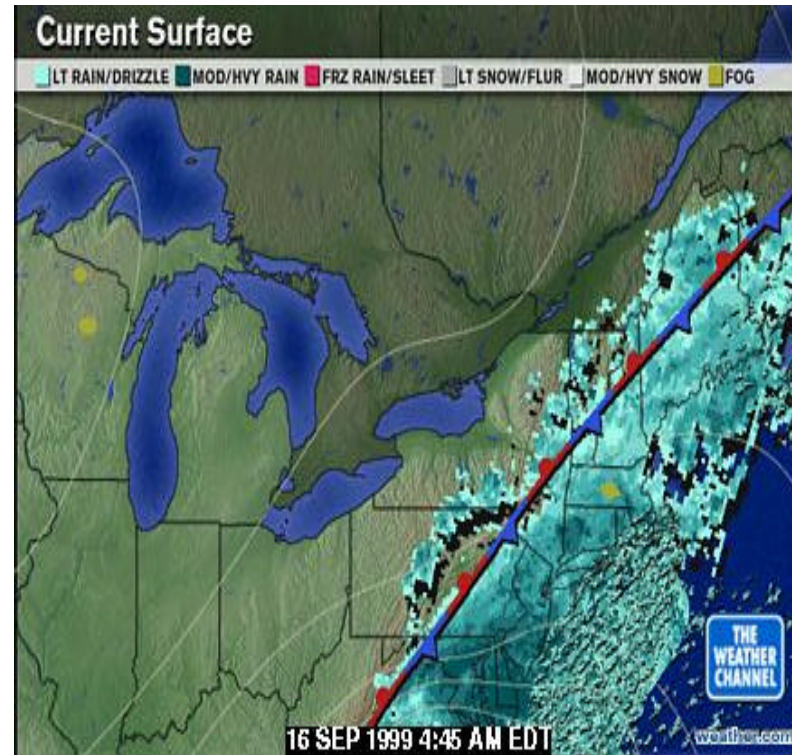 Current Surface
LT RAIN/DRIZZLE MOD/HVY RAIN FRZ RAIN/SLEET LT SNOW/FLUR MOD/HVY SNOW FOG
THE
WEATHER
CHANNEL
weather.com
16 SEP 1999 4:45 AM EDT